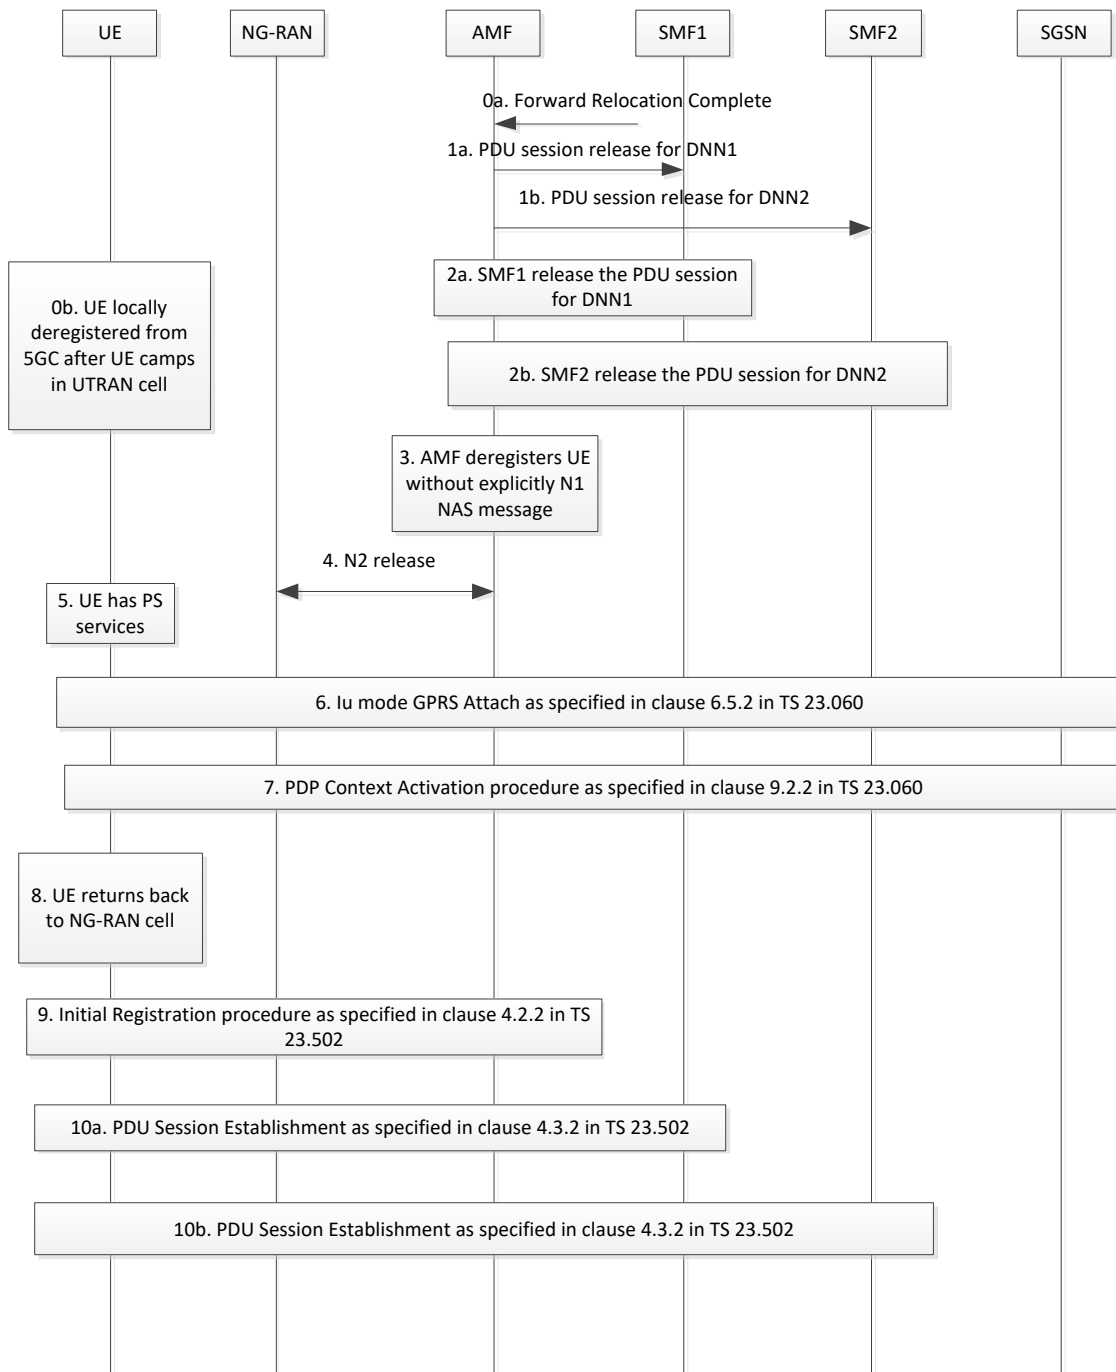 UE
NG-RAN
AMF
SMF1
SMF2
SGSN
0a. Forward Relocation Complete
1a. PDU session release for DNN1
1b. PDU session release for DNN2
0b. UE locally
deregistered from
5GC after UE camps
in UTRAN cell
2a. SMF1 release the PDU session
for DNN1
2b. SMF2 release the PDU session for DNN2
3. AMF deregisters UE
without explicitly N1
NAS message
4. N2 release
5. UE has PS
services
6. Iu mode GPRS Attach as specified in clause 6.5.2 in TS 23.060
7. PDP Context Activation procedure as specified in clause 9.2.2 in TS 23.060
8. UE returns back
to NG-RAN cell
9. Initial Registration procedure as specified in clause 4.2.2 in TS
23.502
10a. PDU Session Establishment as specified in clause 4.3.2 in TS 23.502
10b. PDU Session Establishment as specified in clause 4.3.2 in TS 23.502